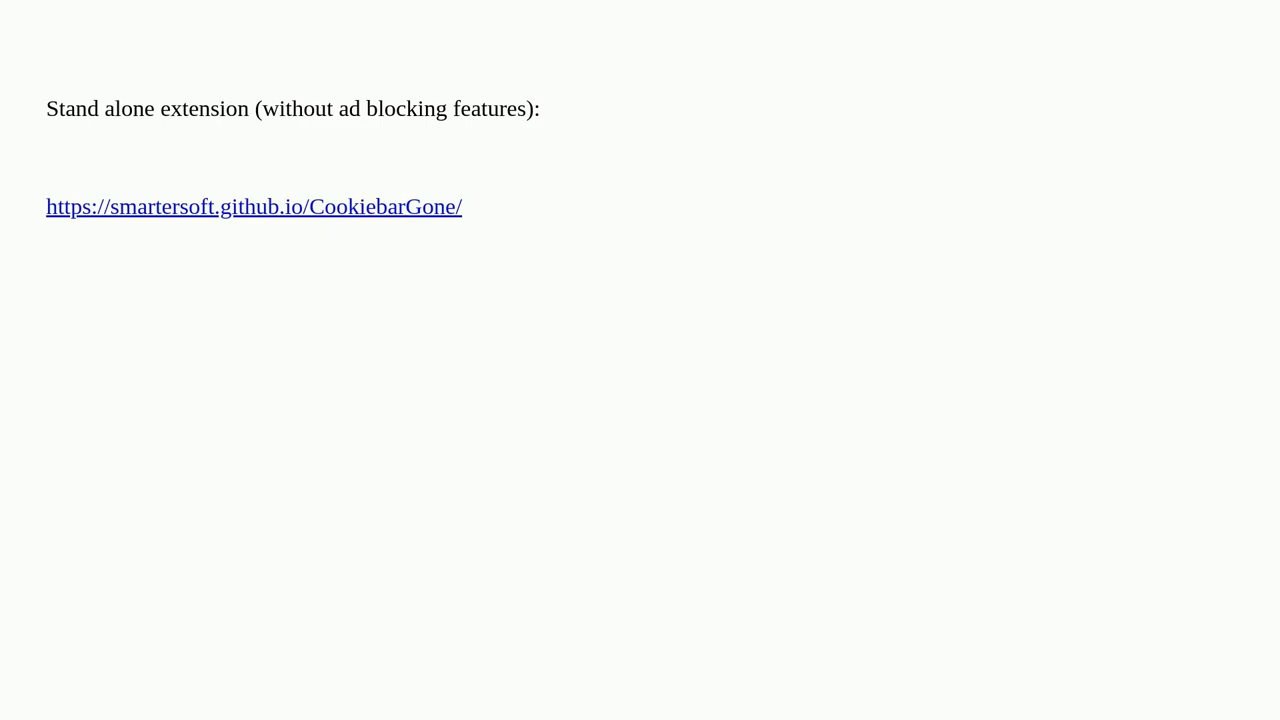 Stand alone extension (without ad blocking features):
https://smartersoft.github.io/CookiebarGone/